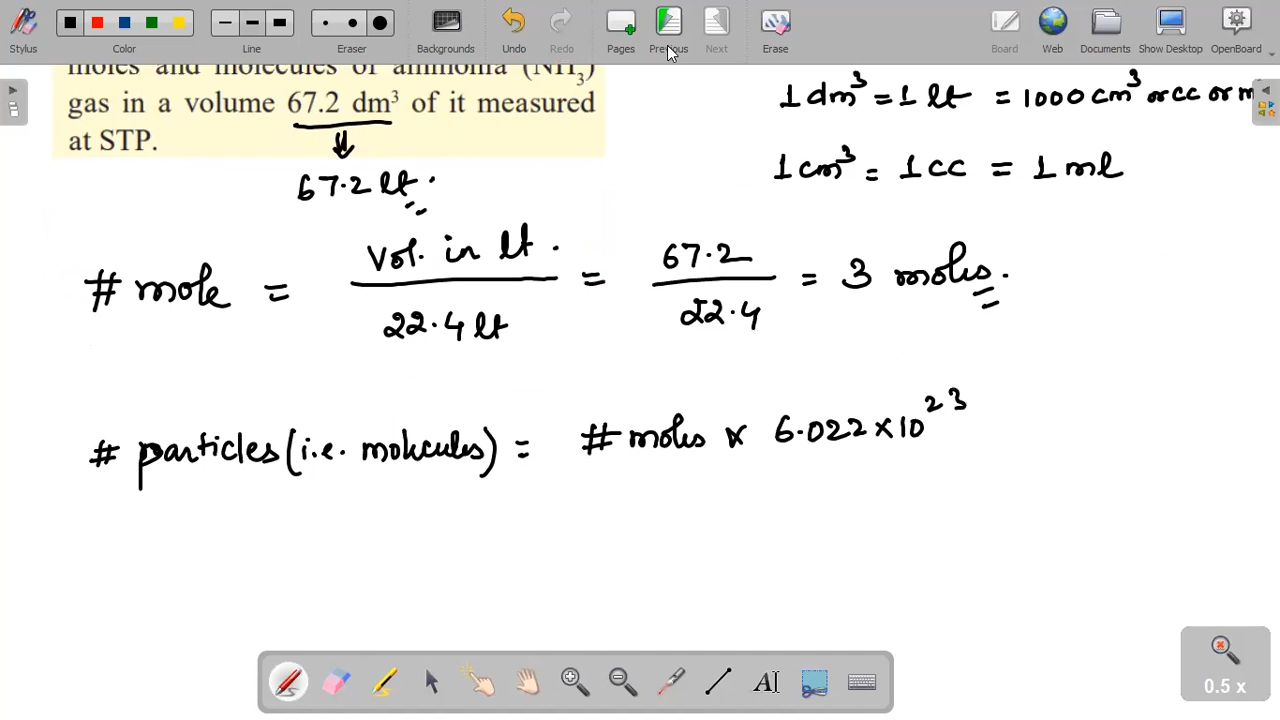 Stylus Color Line Eraser Backgrounds Undo Redo Pages Previous Next Erase Board Web Documents Show Desktop OpenBoard
moles and molecules of ammonia (NH3)
gas in a volume 67.2 dm³ of it measured
at STP.
67.2 lt.
1 dm³ = 1 lt = 1000 cm³ or cc or m
1 cm³ = 1 cc = 1 ml
# mole = Vol. in lt. / 22.4 lt = 67.2 / 22.4 = 3 moles.
# particles (i.e. molecules) = # moles × 6.022 × 10²³
0.5 x